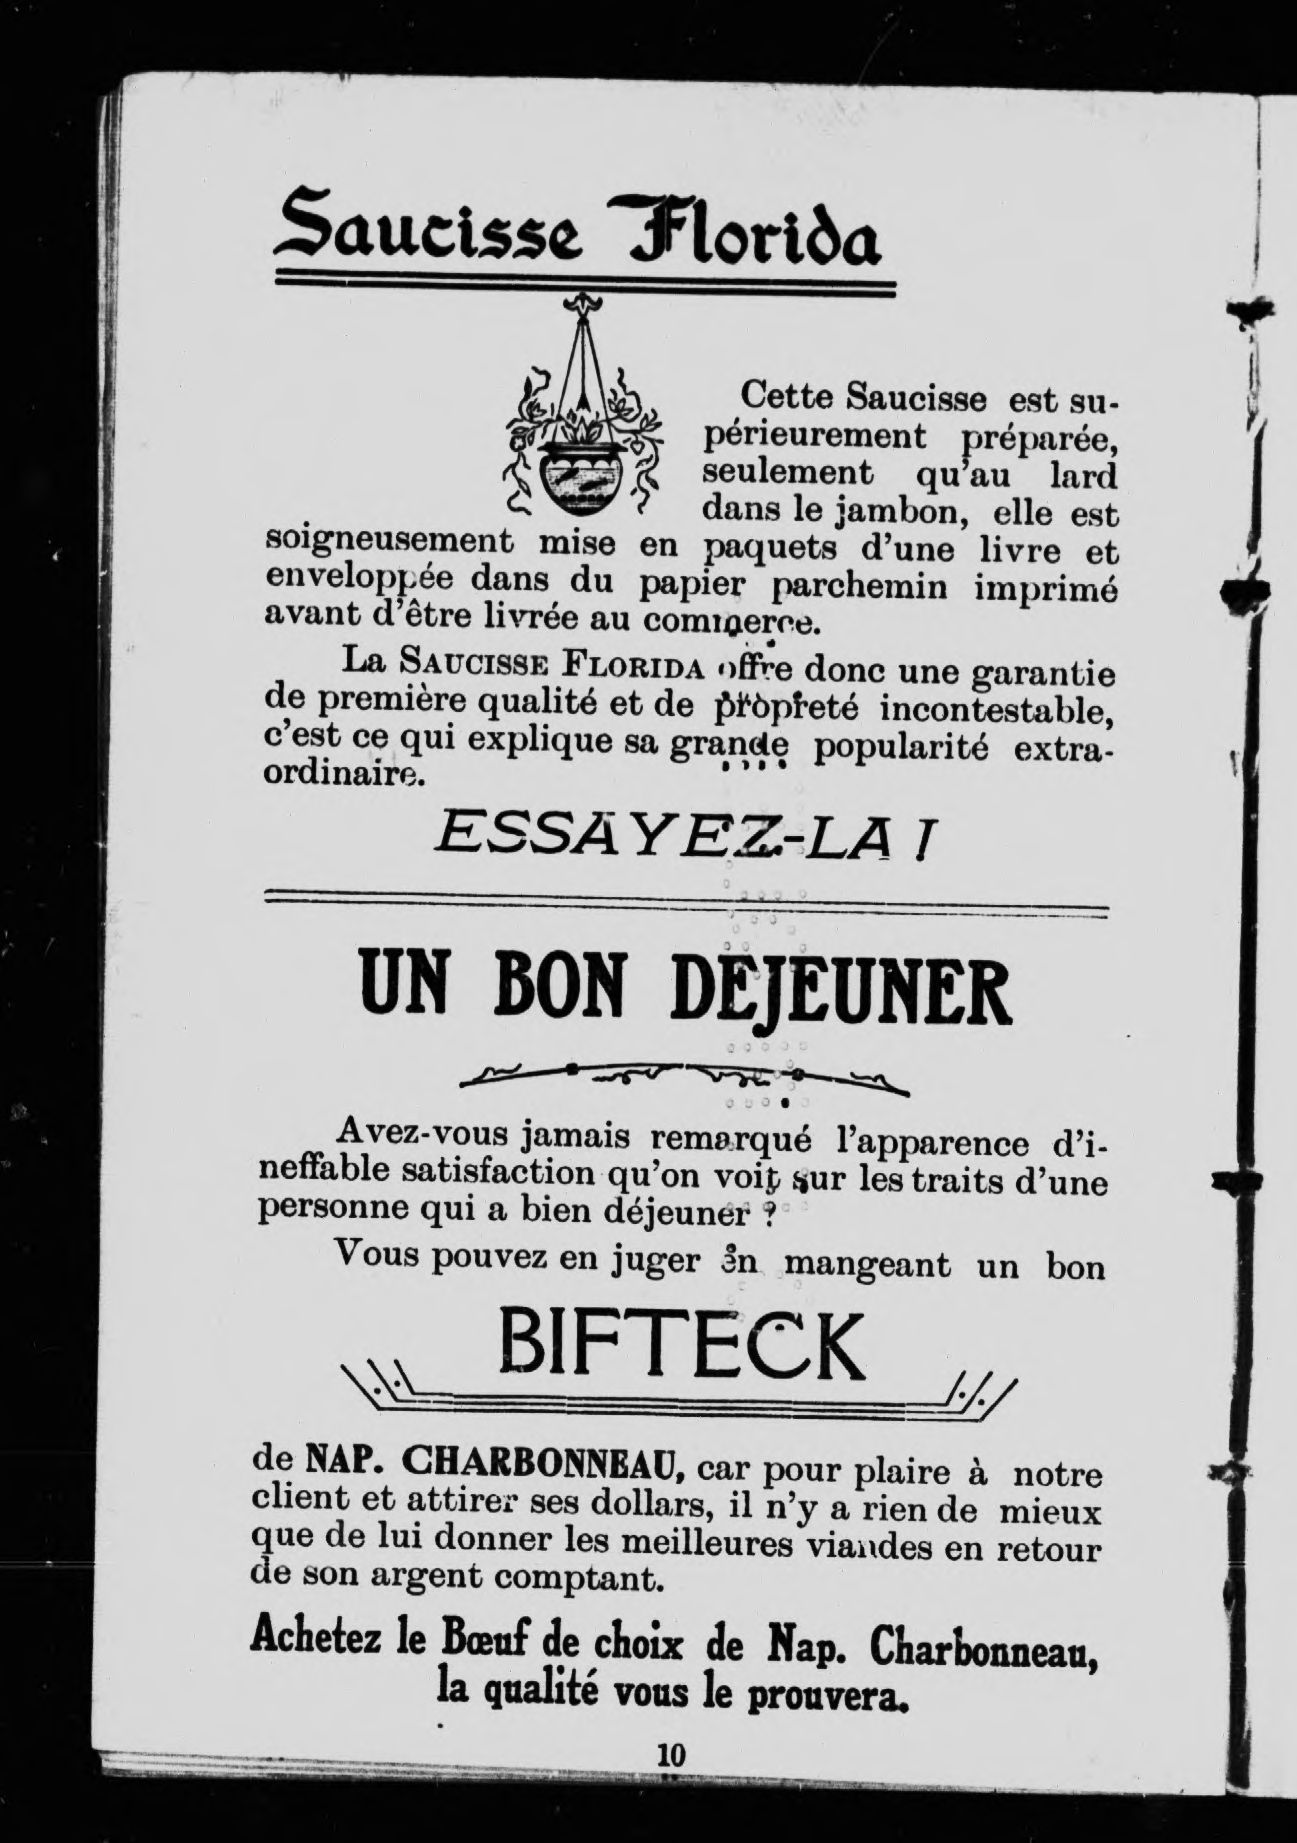 Saucisse Florida
Cette Saucisse est su-
périeurement préparée,
seulement qu'au lard
dans le jambon, elle est
soigneusement mise en paquets d'une livre et
enveloppée dans du papier parchemin imprimé
avant d'être livrée au commerce.
La SAUCISSE FLORIDA offre donc une garantie
de première qualité et de propreté incontestable,
c'est ce qui explique sa grande popularité extra-
ordinaire.
ESSAYEZ-LA !
UN BON DEJEUNER
Avez-vous jamais remarqué l'apparence d'i-
neffable satisfaction qu'on voit sur les traits d'une
personne qui a bien déjeuner ?
Vous pouvez en juger en mangeant un bon
BIFTECK
de NAP. CHARBONNEAU, car pour plaire à notre
client et attirer ses dollars, il n'y a rien de mieux
que de lui donner les meilleures viandes en retour
de son argent comptant.
Achetez le Bœuf de choix de Nap. Charbonneau,
la qualité vous le prouvera.
10